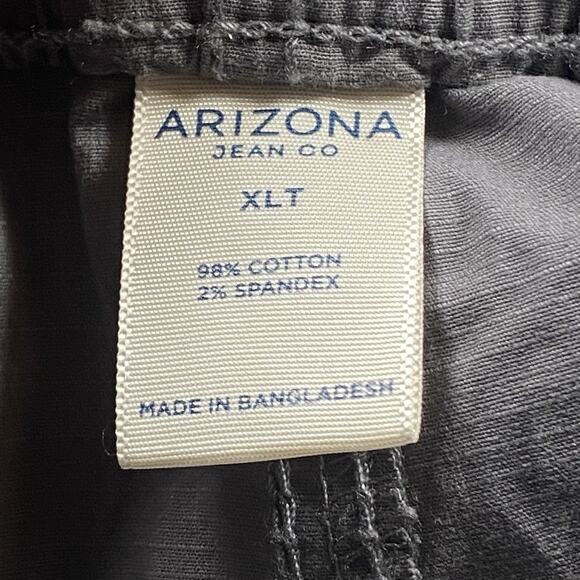 ARIZONA
JEAN CO
XLT
98% COTTON
2% SPANDEX
MADE IN BANGLADESH